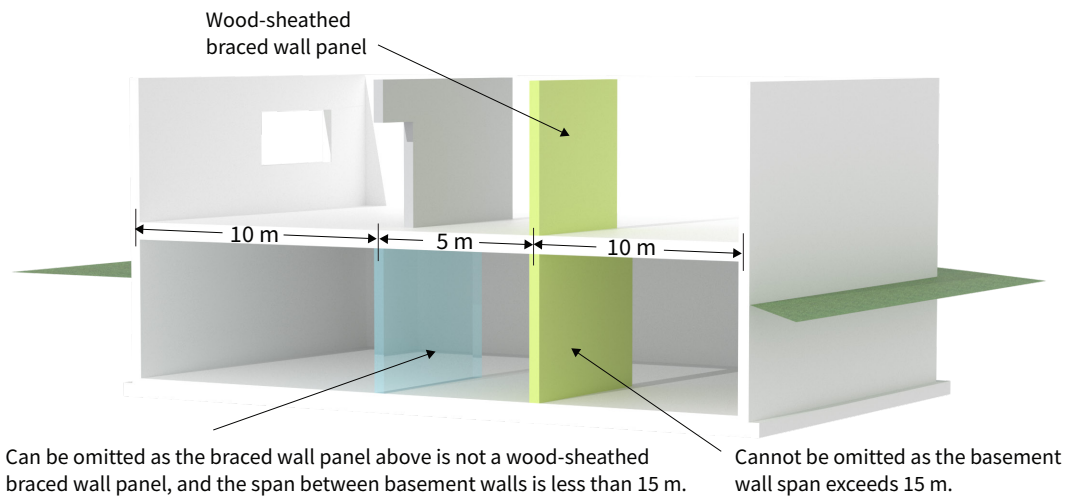 Wood-sheathed
braced wall panel
10 m
5 m
10 m
Can be omitted as the braced wall panel above is not a wood-sheathed
braced wall panel, and the span between basement walls is less than 15 m.
Cannot be omitted as the basement
wall span exceeds 15 m.